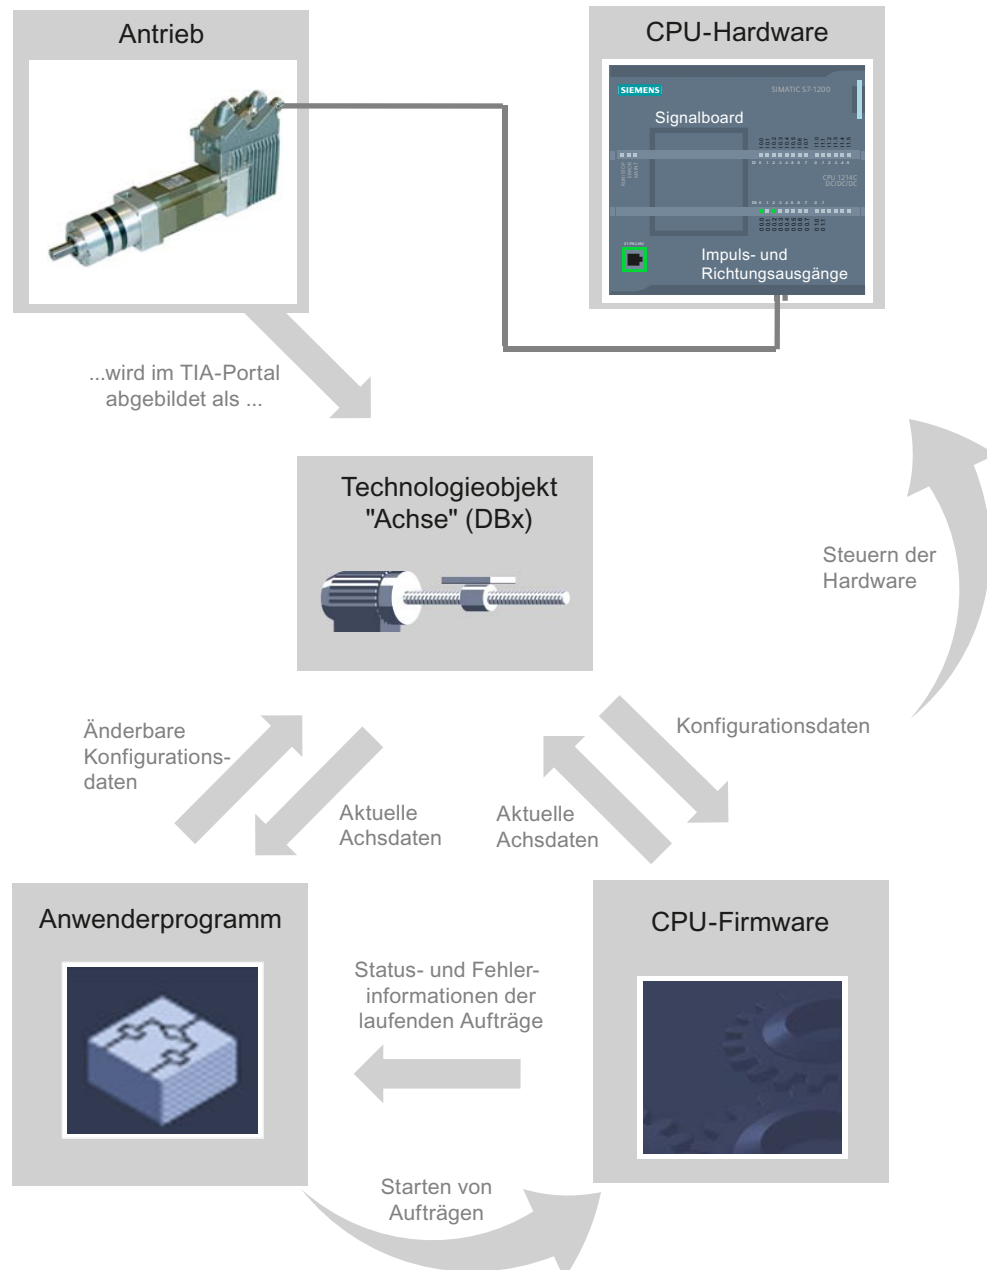 Antrieb
CPU-Hardware
SIEMENS
SIMATIC S7-1200
Signalboard
CPU 1214C
DC/DC/DC
Impuls- und
Richtungsausgänge
...wird im TIA-Portal
abgebildet als ...
Technologieobjekt
"Achse" (DBx)
Steuern der
Hardware
Änderbare
Konfigurations-
daten
Konfigurationsdaten
Aktuelle
Achsdaten
Aktuelle
Achsdaten
Anwenderprogramm
CPU-Firmware
Status- und Fehler-
informationen der
laufenden Aufträge
Starten von
Aufträgen